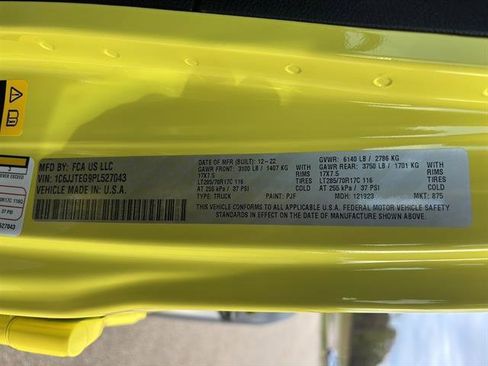 MFD BY: FCA US LLC
VIN: 1C6JJTEG9PL527043
VEHICLE MADE IN: U.S.A.
DATE OF MFR (BUILT): 12-22
GAWR FRONT: 3100 LB / 1407 KG
17X7.5
LT285/70R17C 116
AT 255 kPa / 37 PSI
TYPE: TRUCK
PAINT: PJF
GVWR: 6140 LB / 2786 KG
GAWR REAR: 3750 LB / 1701 KG
WITH
RIMS
TIRES
COLD
17X7.5
LT285/70R17C 116
AT 255 kPa / 37 PSI
WITH
RIMS
TIRES
COLD
MDH: 121923
MKT: 875
THIS VEHICLE CONFORMS TO ALL APPLICABLE U.S.A. FEDERAL MOTOR VEHICLE SAFETY
STANDARDS IN EFFECT ON THE DATE OF MANUFACTURE SHOWN ABOVE
3
37 PSI
527043